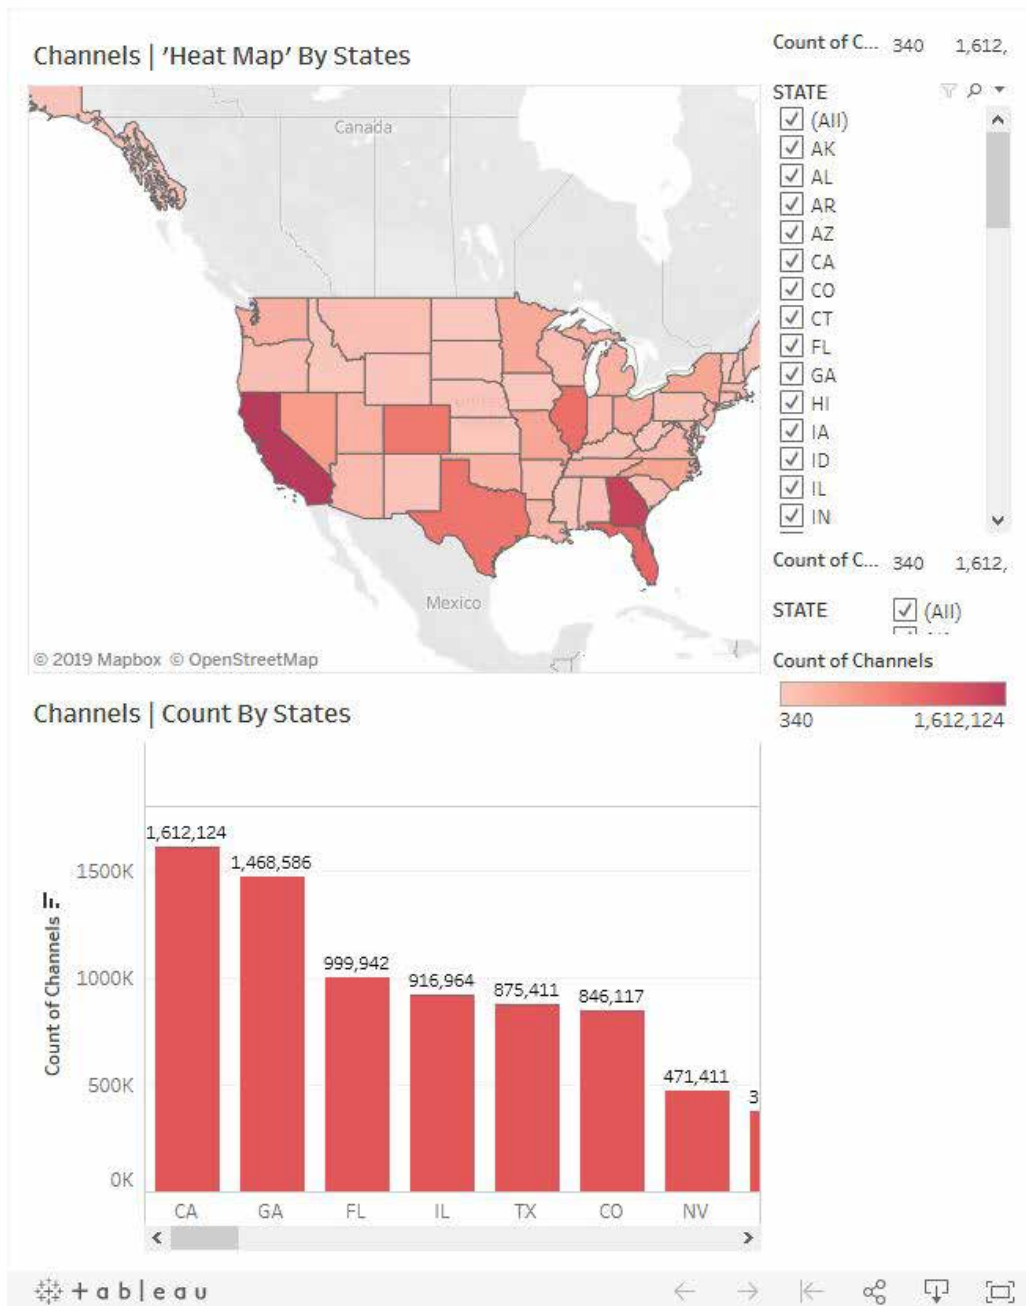 Channels | 'Heat Map' By States
Count of C... 340 1,612,
STATE
(All)
AK
AL
AR
AZ
CA
CO
CT
FL
GA
HI
IA
ID
IL
IN
Canada
Mexico
© 2019 Mapbox © OpenStreetMap
Count of C... 340 1,612,
STATE (All)
Count of Channels
340 1,612,124
Channels | Count By States
Count of Channels
1500K
1000K
500K
0K
1,612,124
1,468,586
999,942
916,964
875,411
846,117
471,411
3
CA GA FL IL TX CO NV
+ableau